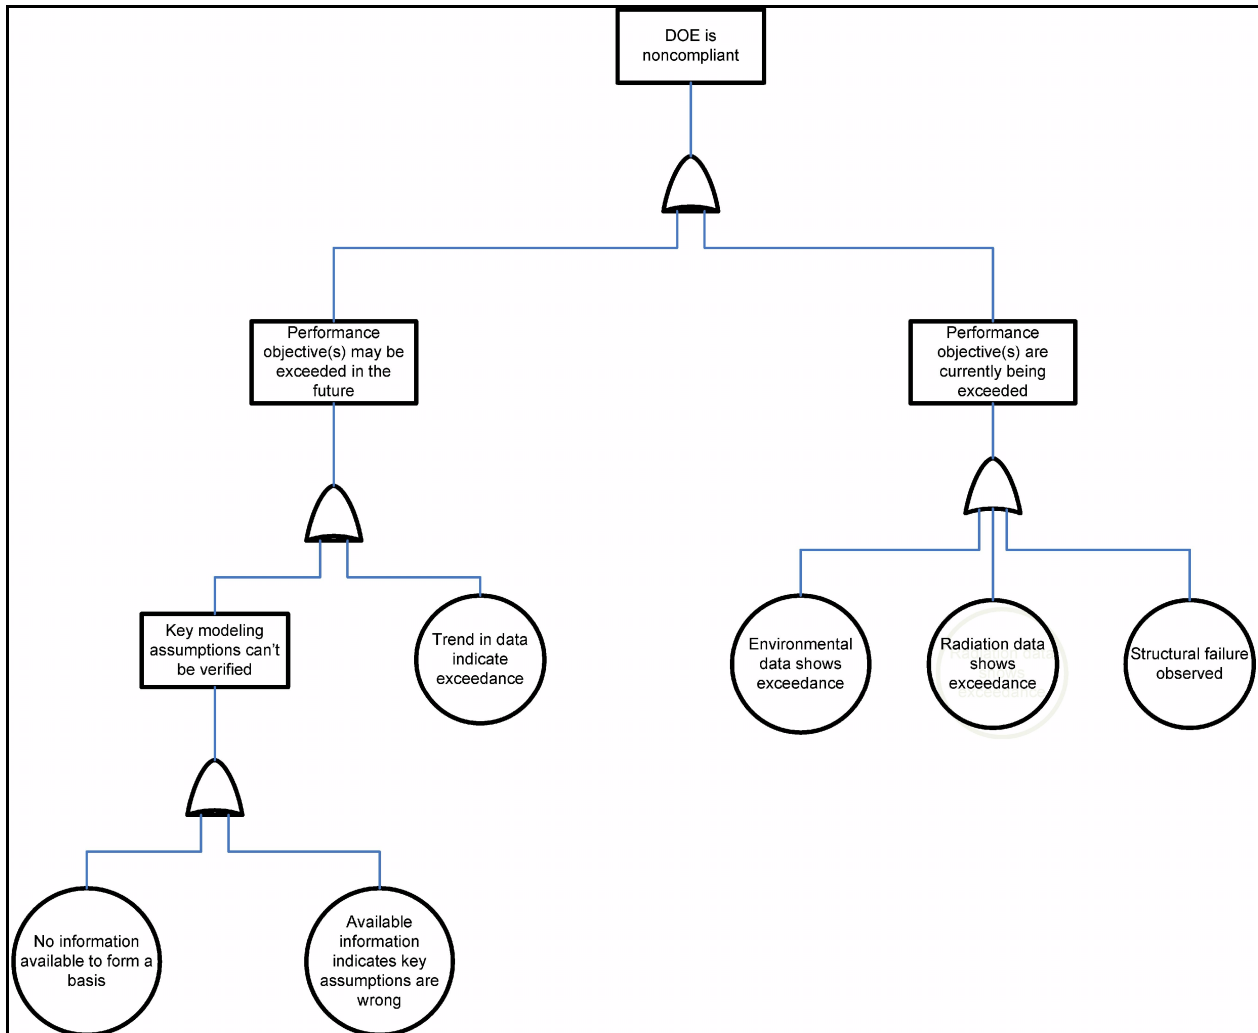 DOE is
noncompliant
Performance
objective(s) may be
exceeded in the
future
Performance
objective(s) are
currently being
exceeded
Key modeling
assumptions can't
be verified
Trend in data
indicate
exceedance
Environmental
data shows
exceedance
Radiation data
shows
exceedance
Structural failure
observed
No information
available to form a
basis
Available
information
indicates key
assumptions are
wrong